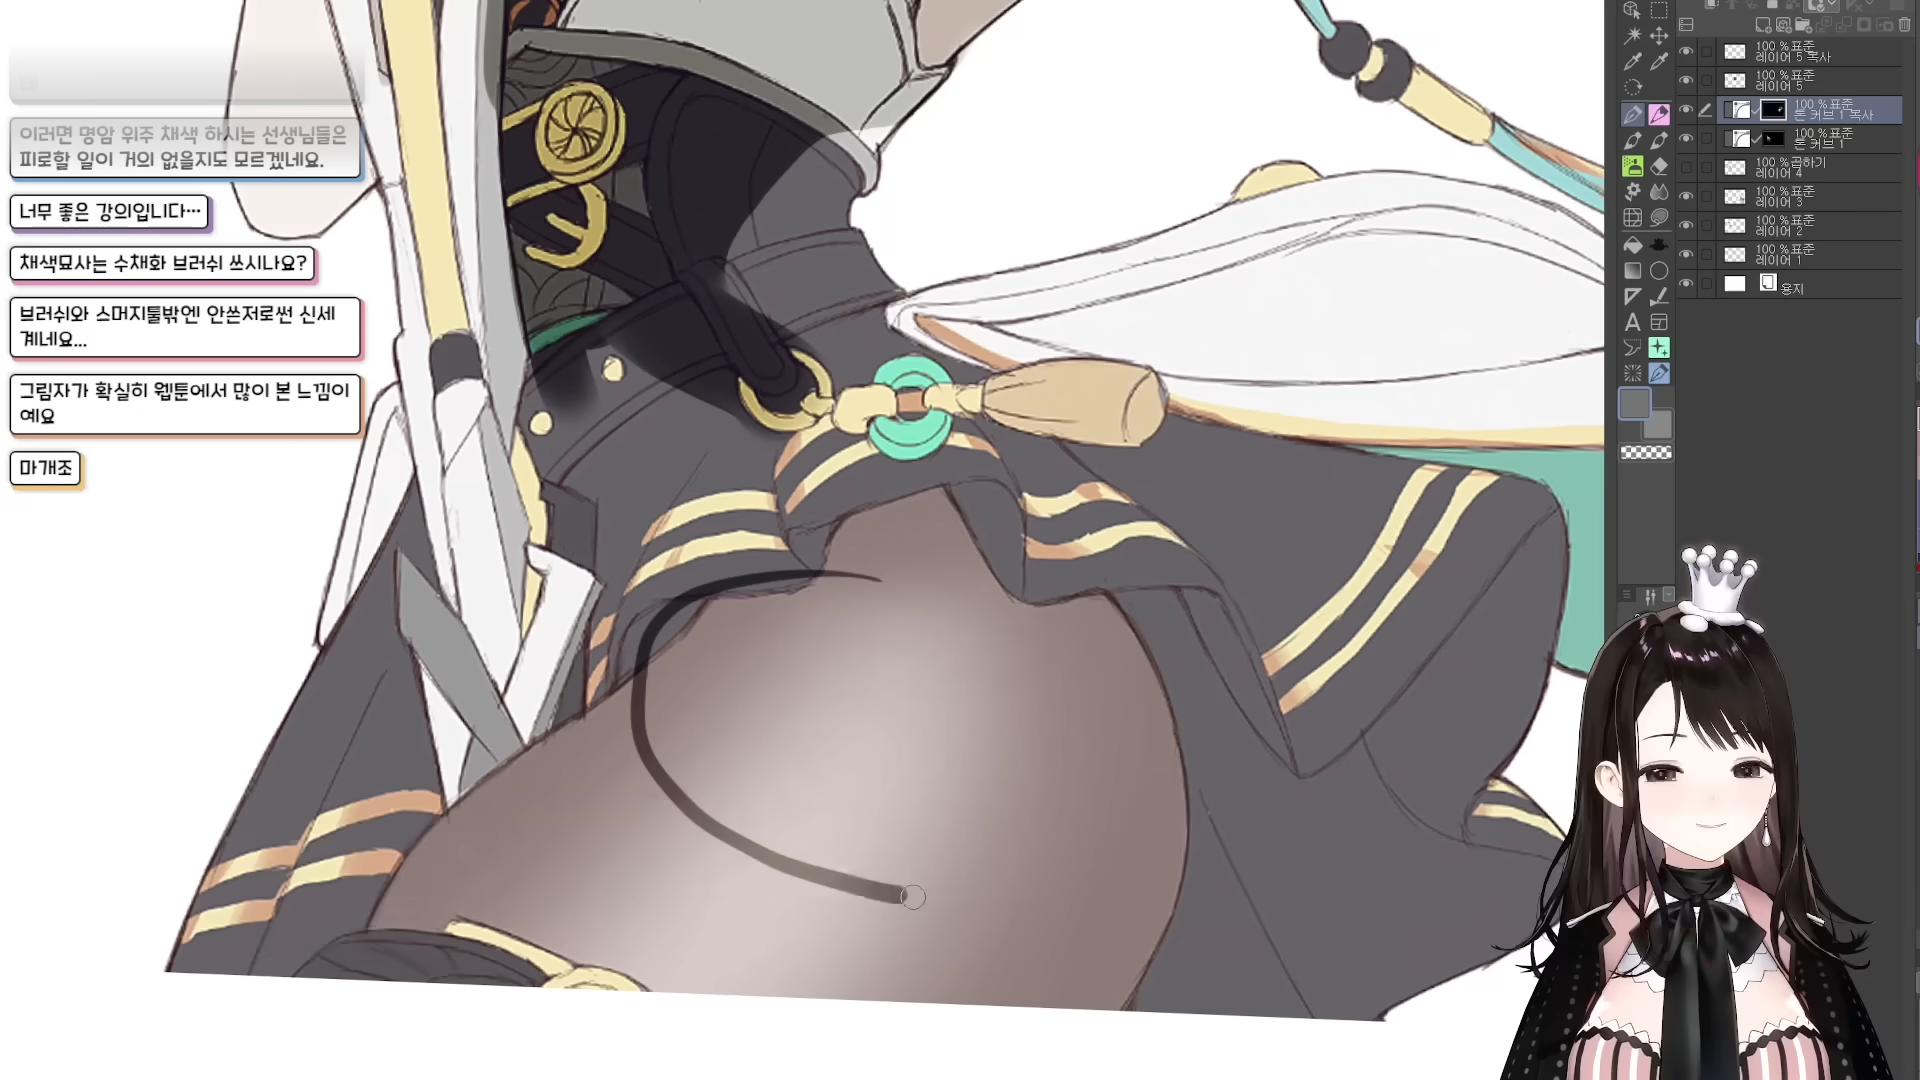 이러면 명암 위주 채색 하시는 선생님들은
피로할 일이 거의 없을지도 모르겠네요.
너무 좋은 강의입니다...
채색묘사는 수채화 브러쉬 쓰시나요?
브러쉬와 스머지툴밖엔 안쓴저로썬 신세
계네요...
그림자가 확실히 웹툰에서 많이 본 느낌이
예요
마개조
100 %표준
레이어 5 복사
100 %표준
레이어 5
100 %표준
톤 커브 1 복사
100 %표준
톤 커브 1
100 %곱하기
레이어 4
100 %표준
레이어 3
100 %표준
레이어 2
100 %표준
레이어 1
용지